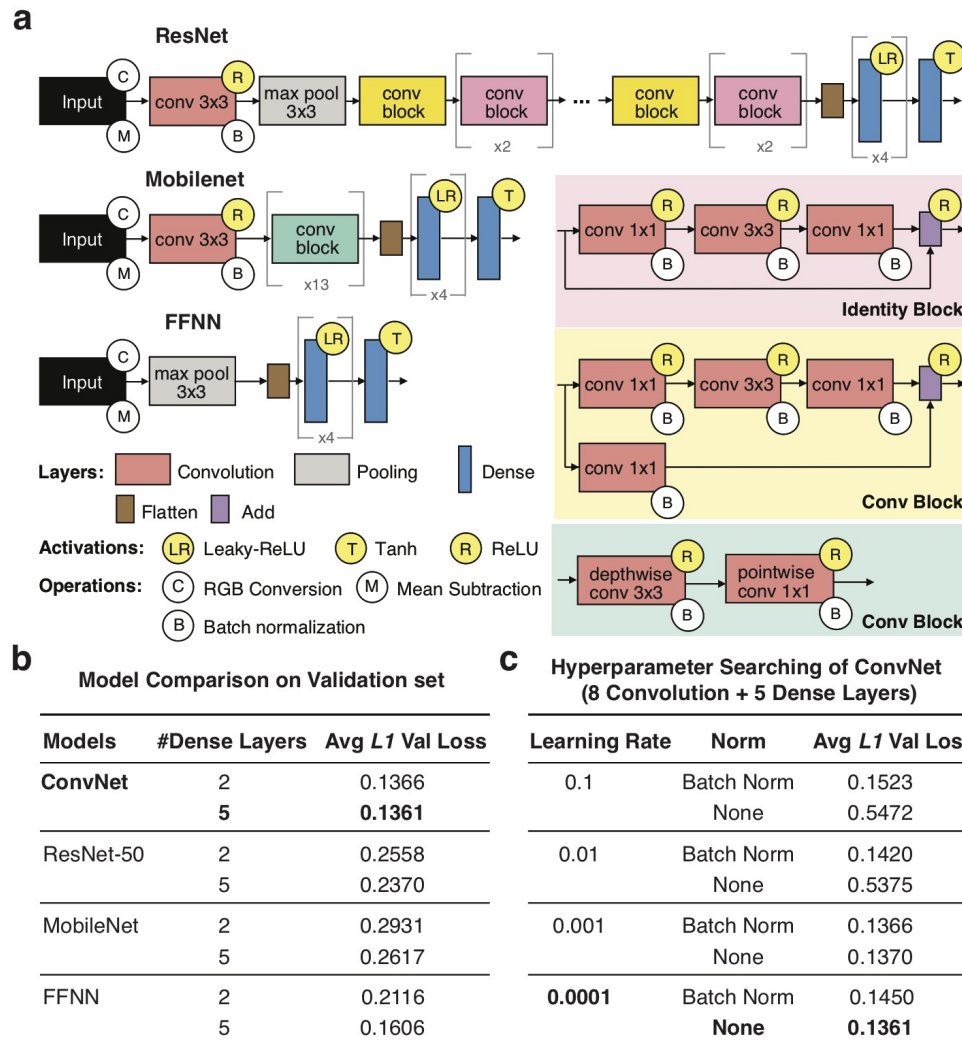 a
ResNet
Input
C
M
conv 3x3
R
B
max pool
3x3
conv
block
conv
block
x2
...
conv
block
conv
block
x2
LR
x4
T
Mobilenet
Input
C
M
conv 3x3
R
B
conv
block
x13
LR
x4
T
FFNN
Input
C
M
max pool
3x3
LR
x4
T
conv 1x1
R
B
conv 3x3
R
B
conv 1x1
B
R
Identity Block
conv 1x1
R
B
conv 3x3
R
B
conv 1x1
B
R
conv 1x1
B
Conv Block
depthwise
conv 3x3
R
B
pointwise
conv 1x1
R
B
Conv Block
Layers: Convolution Pooling Dense
Flatten Add
Activations: LR Leaky-ReLU T Tanh R ReLU
Operations: C RGB Conversion M Mean Subtraction
B Batch normalization
b
Model Comparison on Validation set
Models #Dense Layers Avg L1 Val Loss
ConvNet 2 0.1366
5 0.1361
ResNet-50 2 0.2558
5 0.2370
MobileNet 2 0.2931
5 0.2617
FFNN 2 0.2116
5 0.1606
c
Hyperparameter Searching of ConvNet
(8 Convolution + 5 Dense Layers)
Learning Rate Norm Avg L1 Val Los
0.1 Batch Norm 0.1523
None 0.5472
0.01 Batch Norm 0.1420
None 0.5375
0.001 Batch Norm 0.1366
None 0.1370
0.0001 Batch Norm 0.1450
None 0.1361